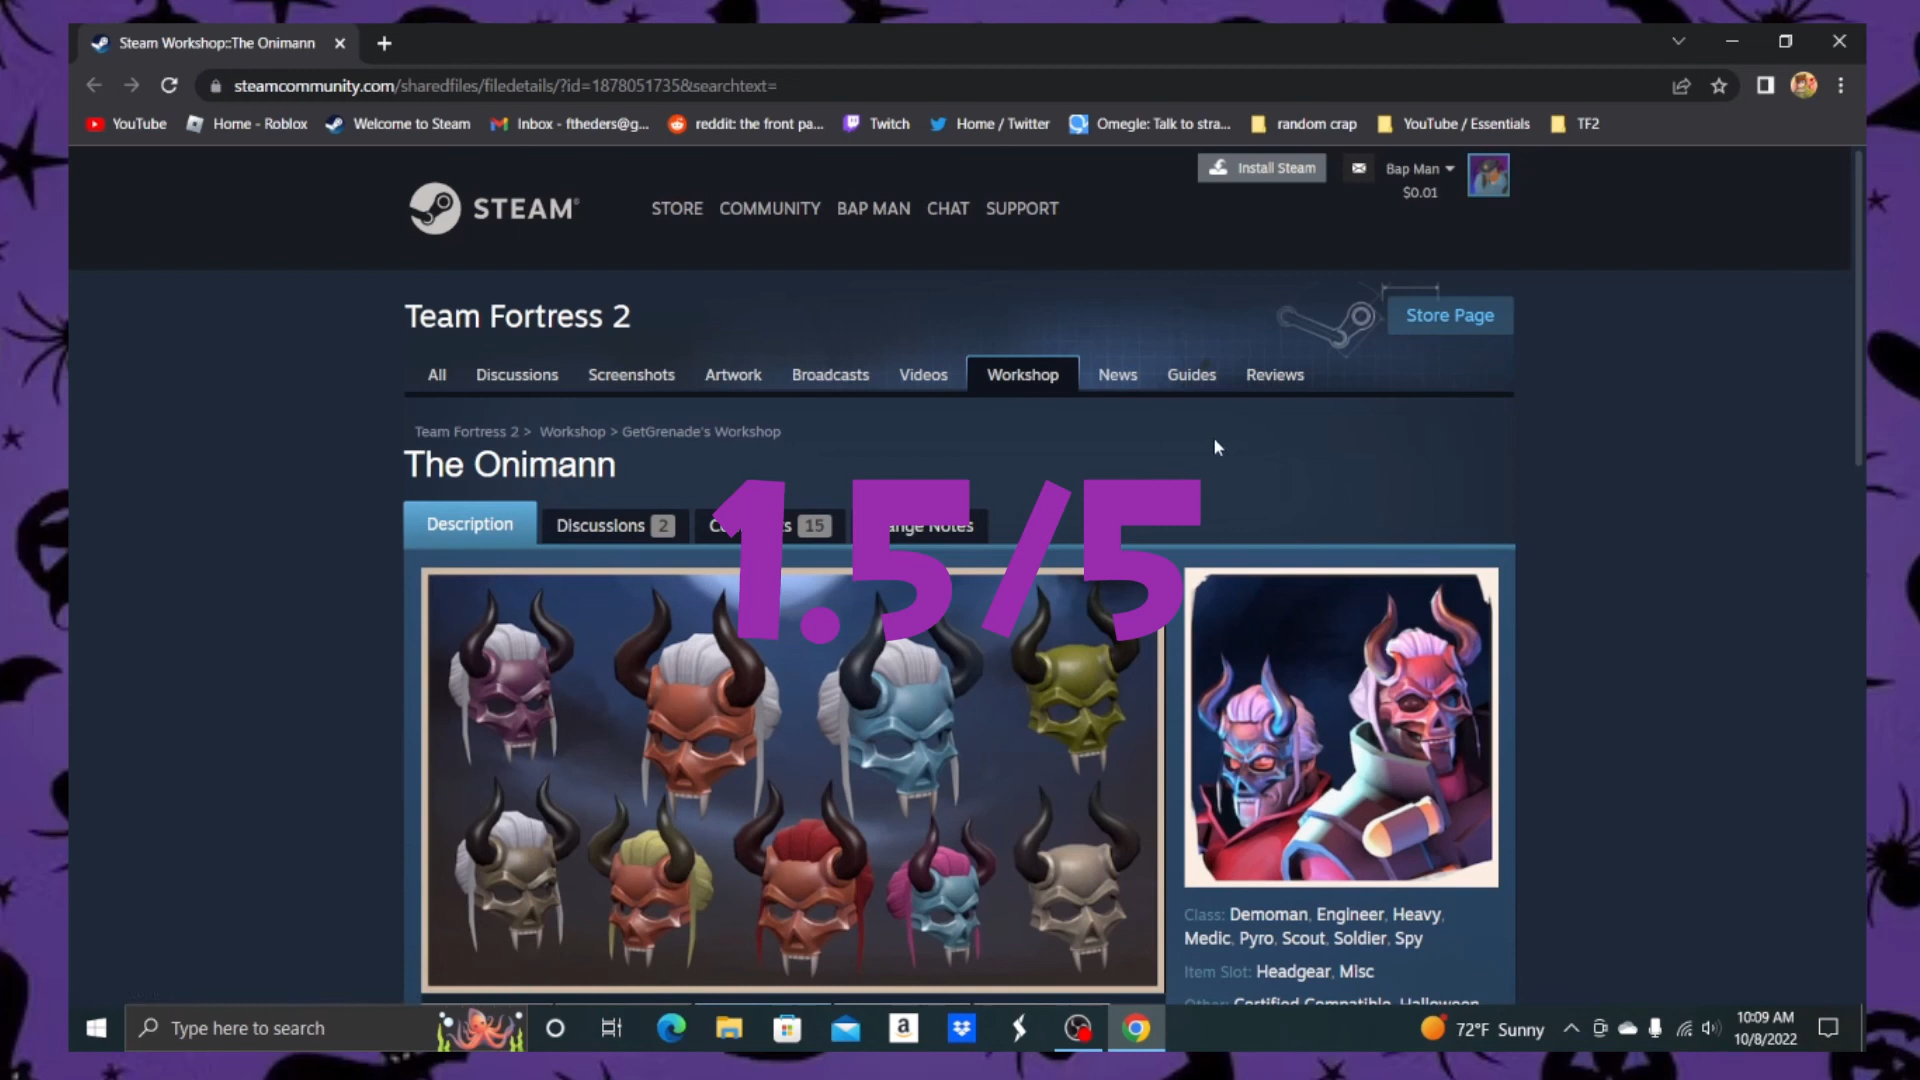 Steam Workshop::The Onimann
steamcommunity.com/sharedfiles/filedetails/?id=1878051735&searchtext=
YouTube
Home - Roblox
Welcome to Steam
Inbox - ftheders@g...
reddit: the front pa...
Twitch
Home / Twitter
Omegle: Talk to stra...
random crap
YouTube / Essentials
TF2
Install Steam
Bap Man
$0.01
STEAM
STORE COMMUNITY BAP MAN CHAT SUPPORT
Team Fortress 2
Store Page
All Discussions Screenshots Artwork Broadcasts Videos Workshop News Guides Reviews
Team Fortress 2 > Workshop > GetGrenade's Workshop
The Onimann
Description
Discussions 2
15
Notes
1.5/5
Class: Demoman, Engineer, Heavy,
Medic, Pyro, Scout, Soldier, Spy
Item Slot: Headgear, Misc
Other: Certified Compatible, Halloween
Type here to search
72°F Sunny
10:09 AM
10/8/2022